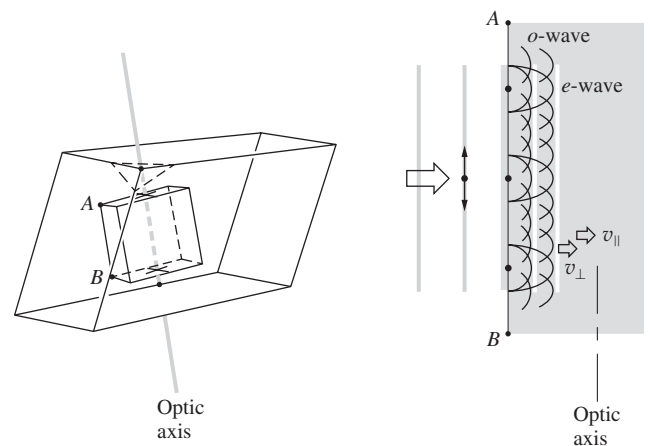 A
B
Optic
axis
A
o-wave
e-wave
v∥
v⊥
B
Optic
axis